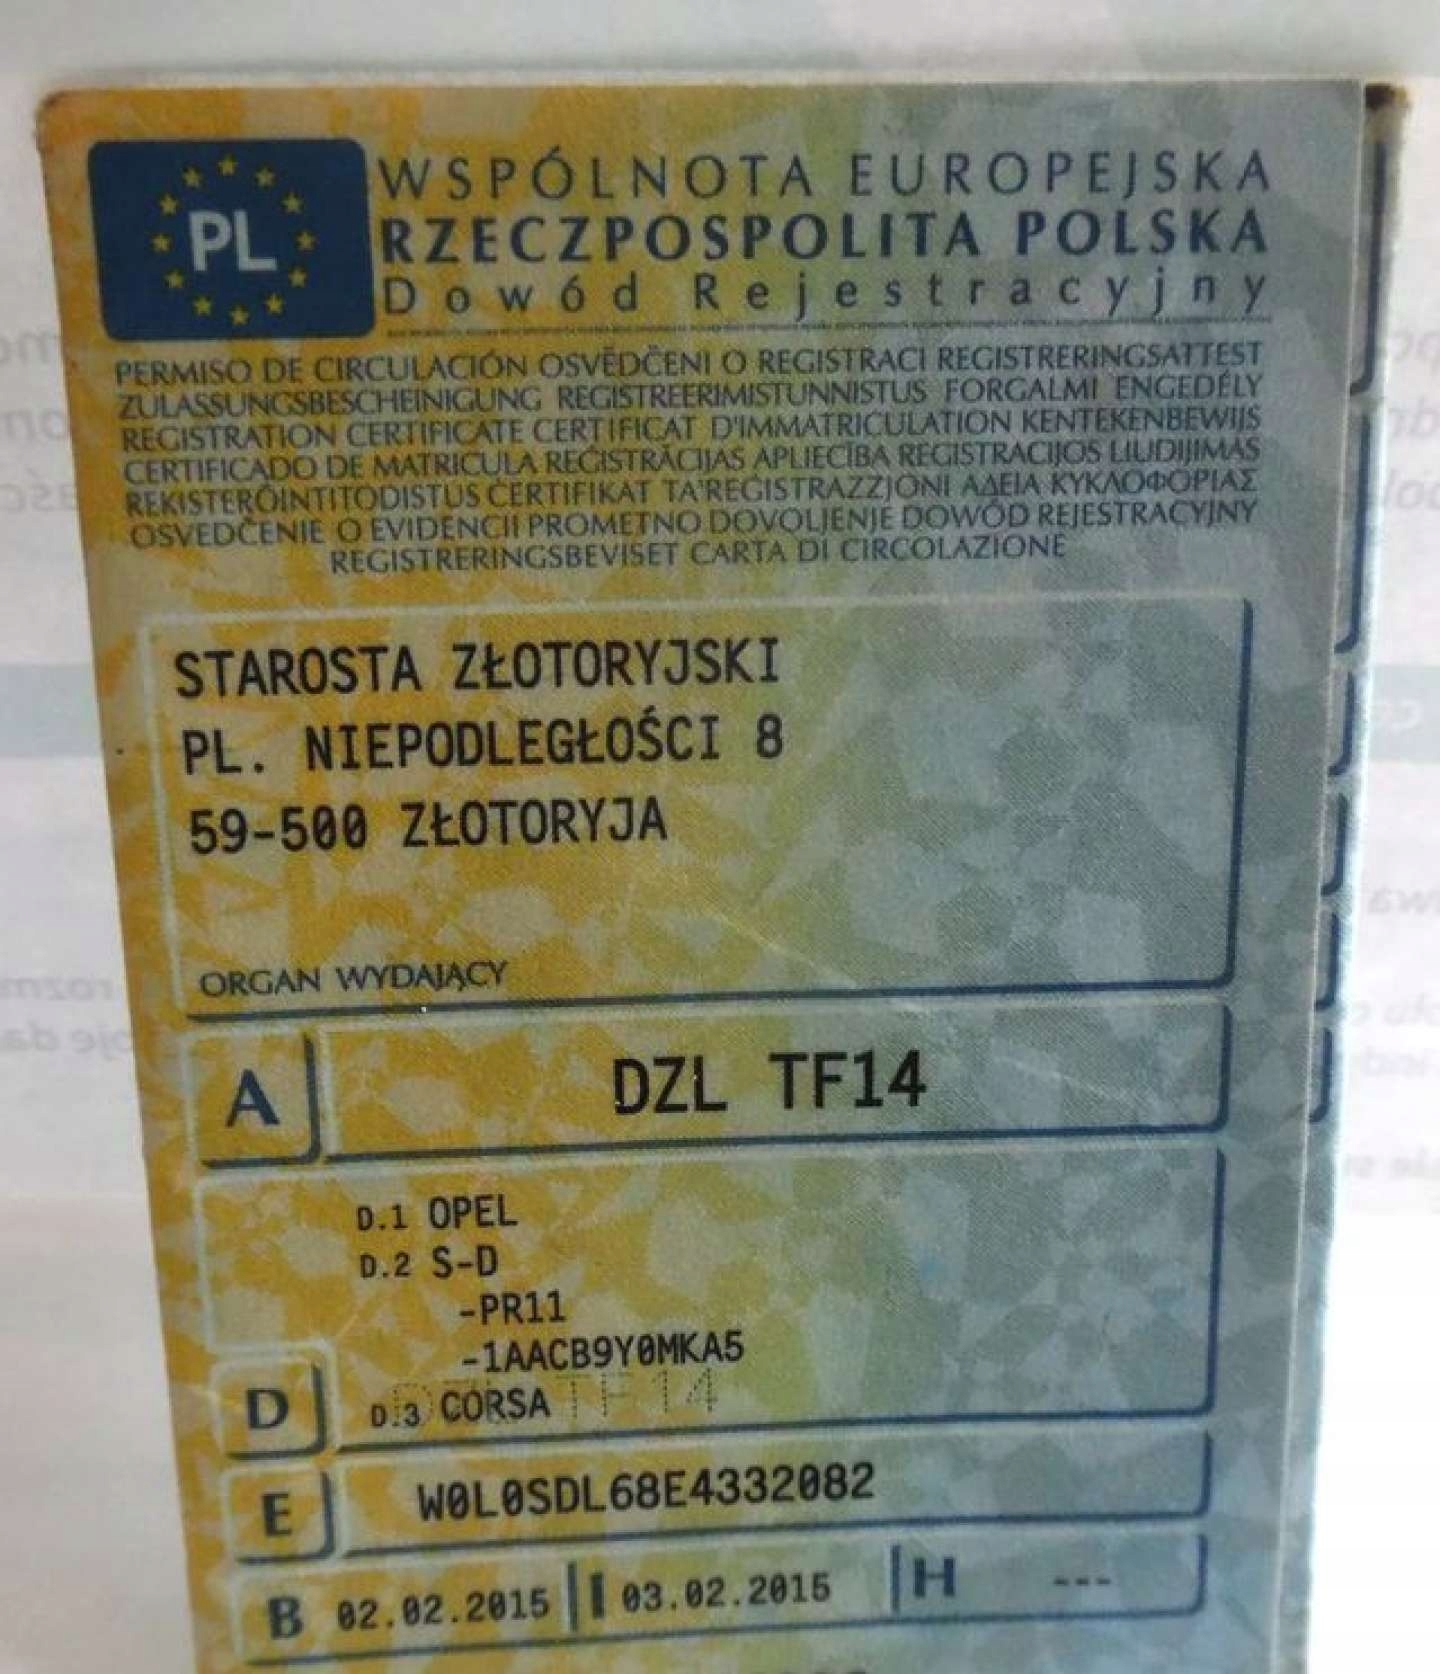 PL
WSPÓLNOTA EUROPEJSKA
RZECZPOSPOLITA POLSKA
Dowód Rejestracyjny
PERMISO DE CIRCULACIÓN OSVĚDČENI O REGISTRACI REGISTRERINGSATTEST
ZULASSUNGSBESCHEINIGUNG REGISTREERIMISTUNNISTUS FORGALMI ENGEDÉLY
REGISTRATION CERTIFICATE CERTIFICAT D'IMMATRICULATION KENTEKENBEWIJS
CERTIFICADO DE MATRICULA REGISTRĀCIJAS APLIECĪBA REGISTRACIJOS LIUDIJIMAS
REKISTERÖINTITODISTUS ĊERTIFIKAT TA'REĠISTRAZZJONI ΑΔΕΙΑ ΚΥΚΛΟΦΟΡΙΑΣ
OSVEDČENIE O EVIDENCII PROMETNO DOVOLJENJE DOWÓD REJESTRACYJNY
REGISTRERINGSBEVISET CARTA DI CIRCOLAZIONE
STAROSTA ZŁOTORYJSKI
PL. NIEPODLEGŁOŚCI 8
59-500 ZŁOTORYJA
ORGAN WYDAJĄCY
A DZL TF14
D.1 OPEL
D.2 S-D
-PR11
-1AACB9Y0MKA5
D D.3 CORSA
E W0L0SDL68E4332082
B 02.02.2015 I 03.02.2015 H ---